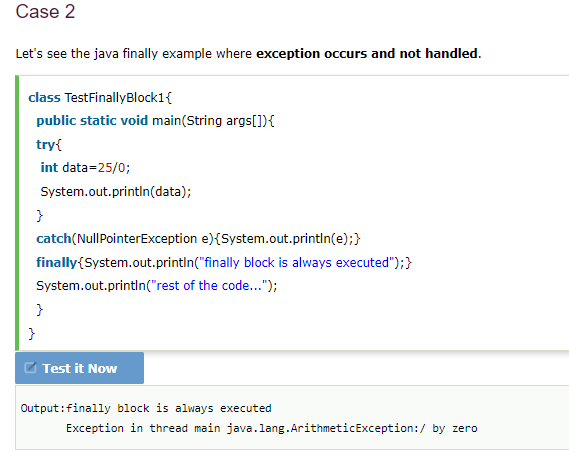 Case 2
Let's see the java finally example where exception occurs and not handled.
class TestFinallyBlock1{
public static void main(String args[]){
try{
int data=25/0;
System.out.println(data);
}
catch(NullPointerException e){System.out.println(e);}
finally{System.out.println("finally block is always executed");}
System.out.println("rest of the code...");
}
}
Test it Now
Output:finally block is always executed
Exception in thread main java.lang.ArithmeticException:/ by zero